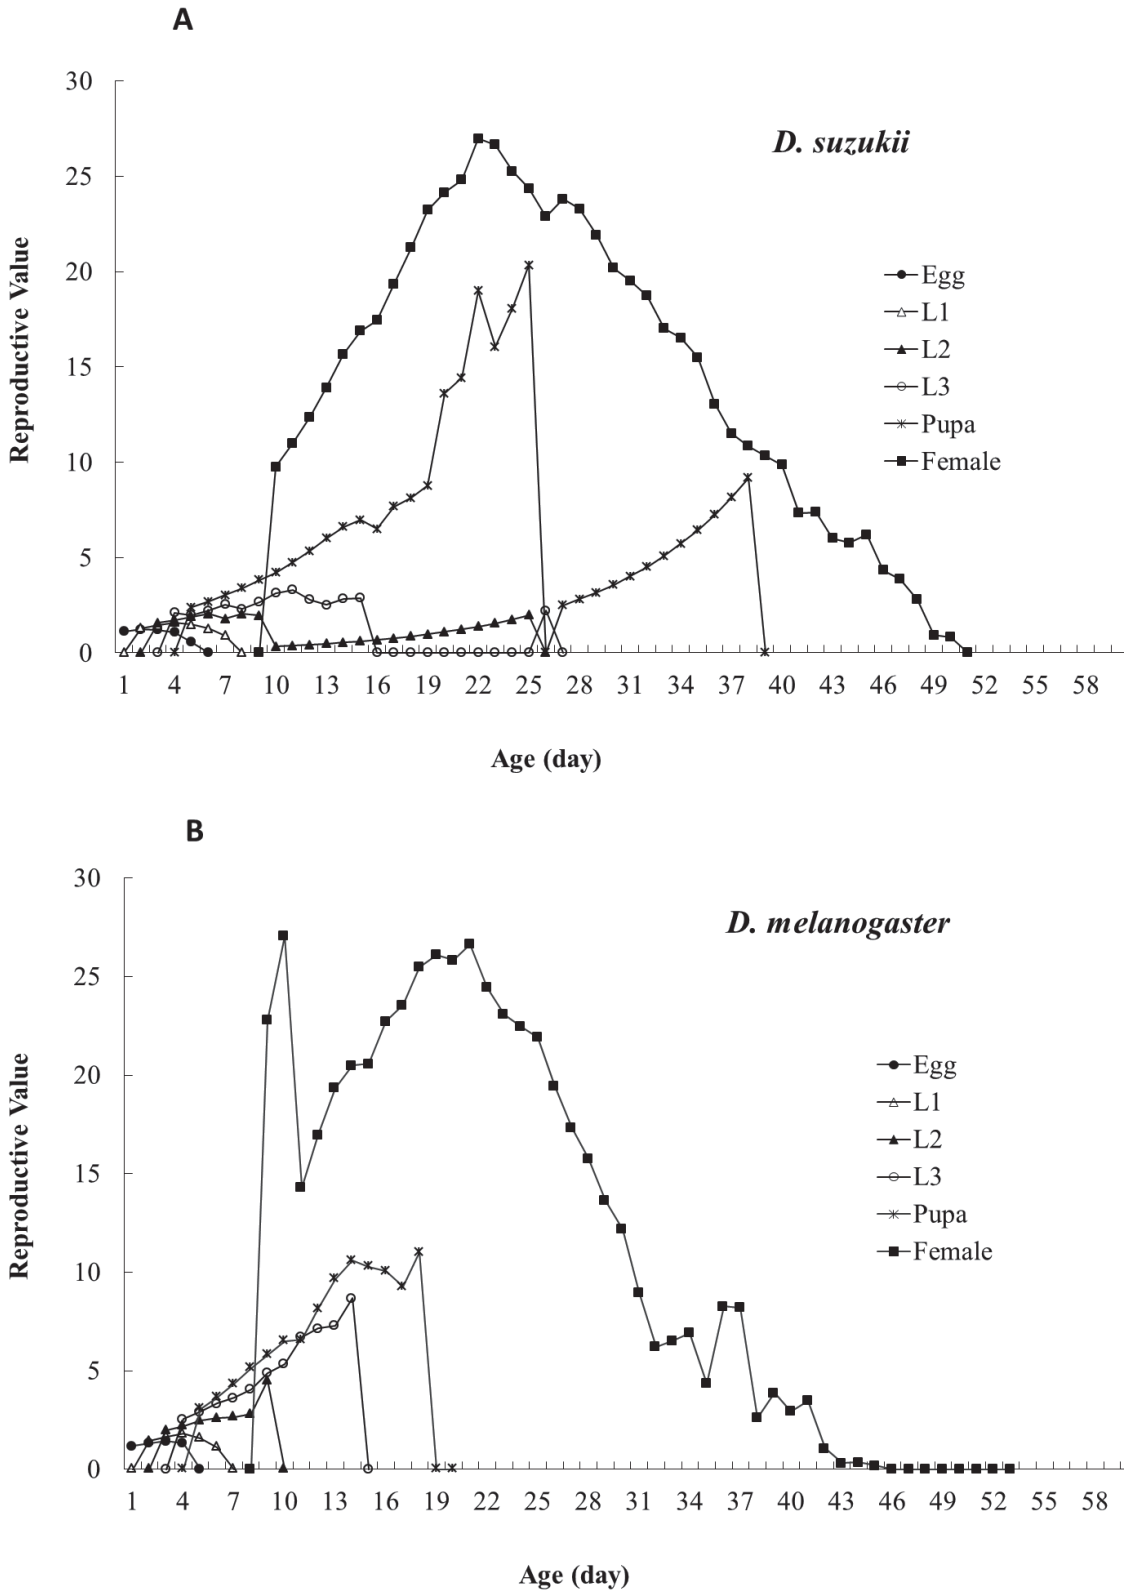 A
D. suzukii
Reproductive Value
30
25
20
15
10
5
0
Egg
L1
L2
L3
Pupa
Female
1 4 7 10 13 16 19 22 25 28 31 34 37 40 43 46 49 52 55 58
Age (day)
B
D. melanogaster
Reproductive Value
30
25
20
15
10
5
0
Egg
L1
L2
L3
Pupa
Female
1 4 7 10 13 16 19 22 25 28 31 34 37 40 43 46 49 52 55 58
Age (day)